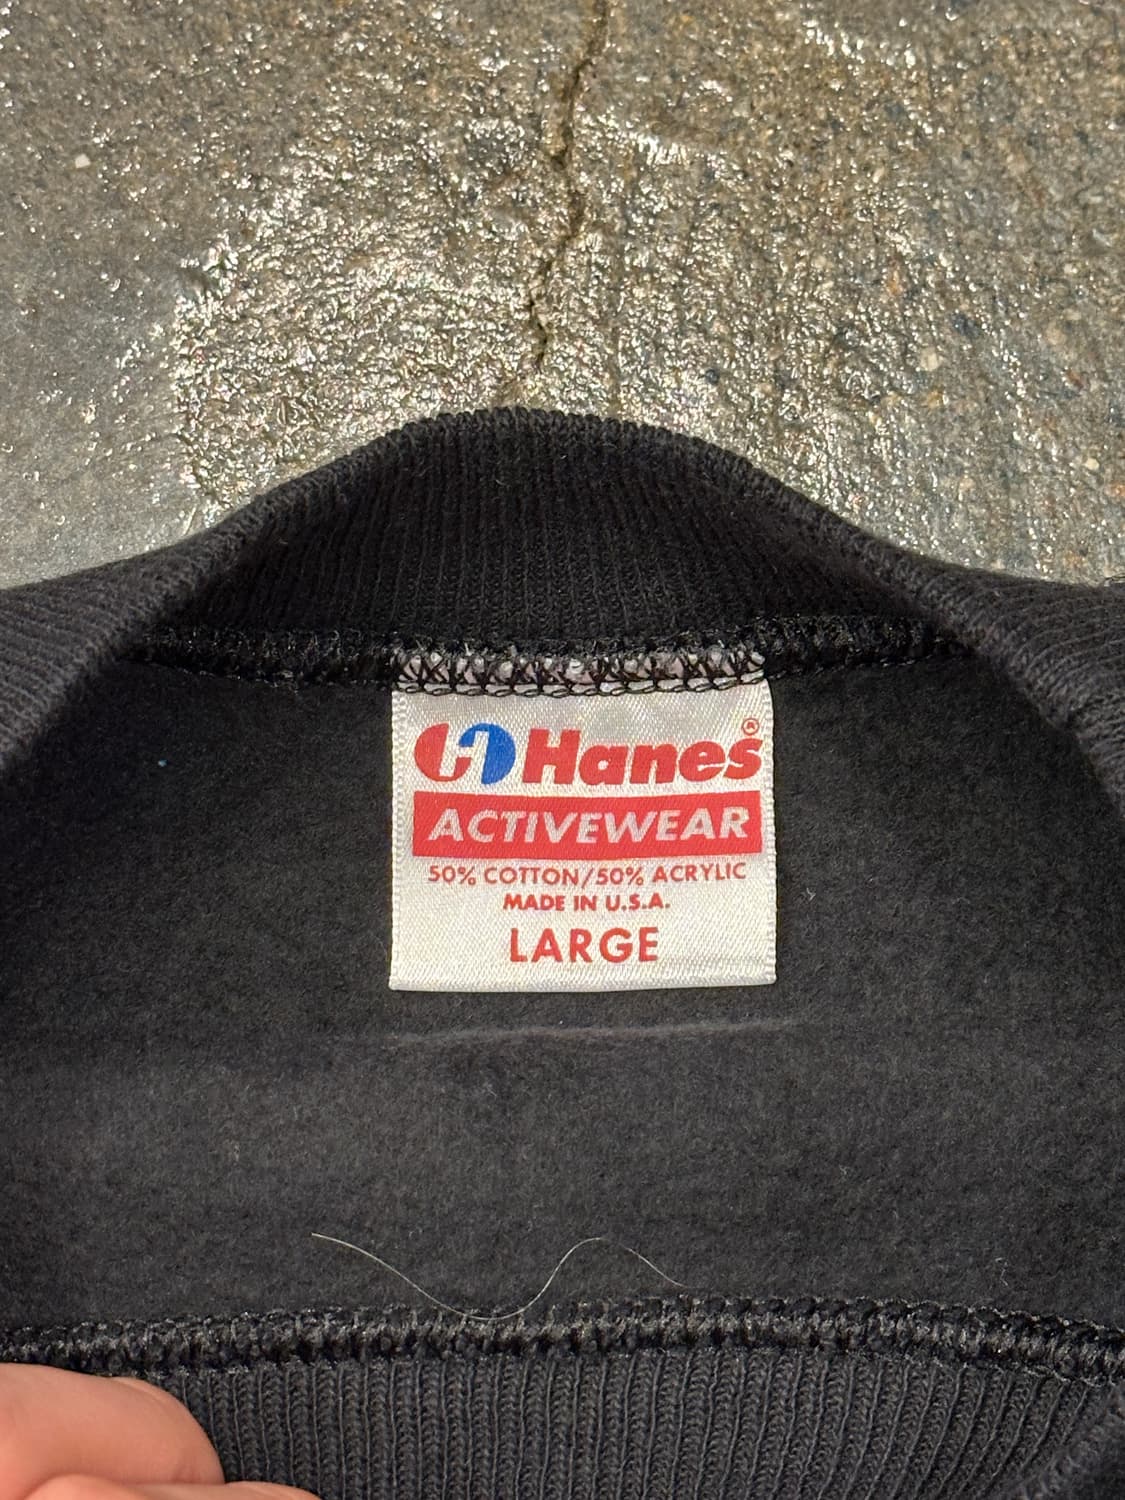 H Hanes®
ACTIVEWEAR
50% COTTON/50% ACRYLIC
MADE IN U.S.A.
LARGE